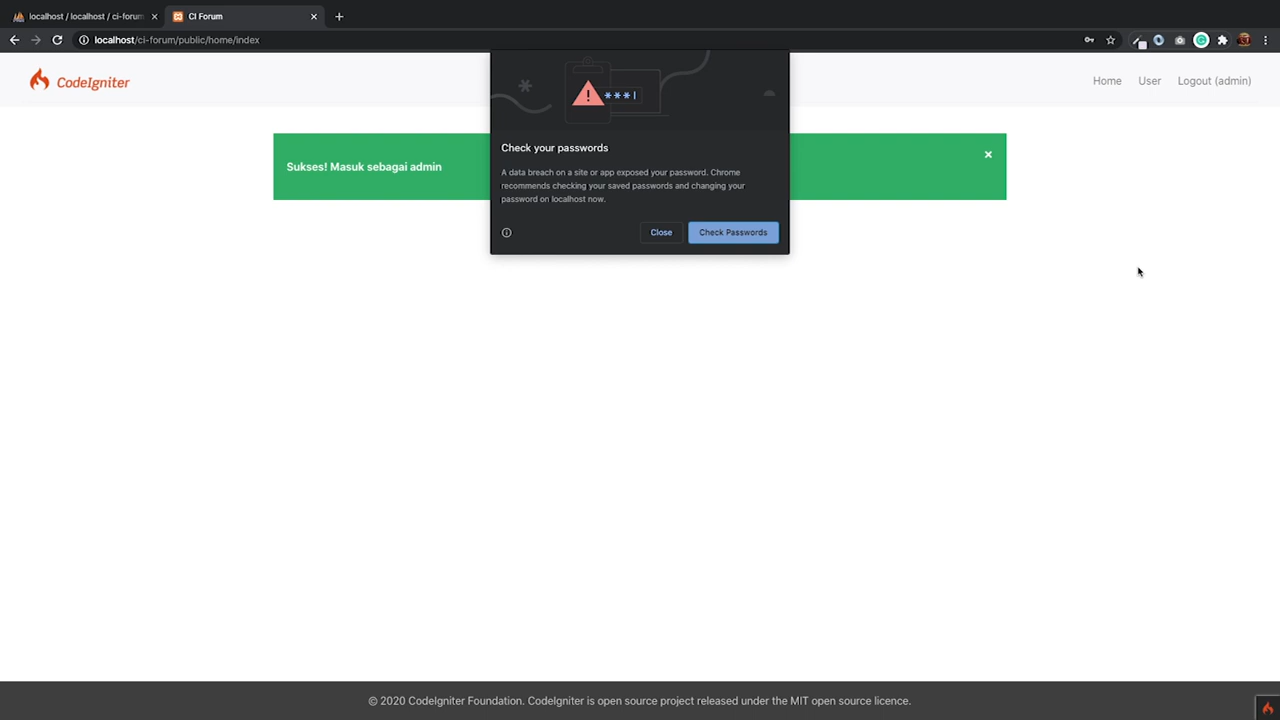 localhost / localhost / ci-forum
CI Forum
localhost/ci-forum/public/home/index
CodeIgniter
Home
User
Logout (admin)
***|
Check your passwords
Sukses! Masuk sebagai admin
A data breach on a site or app exposed your password. Chrome
recommends checking your saved passwords and changing your
password on localhost now.
Close
Check Passwords
© 2020 CodeIgniter Foundation. CodeIgniter is open source project released under the MIT open source licence.